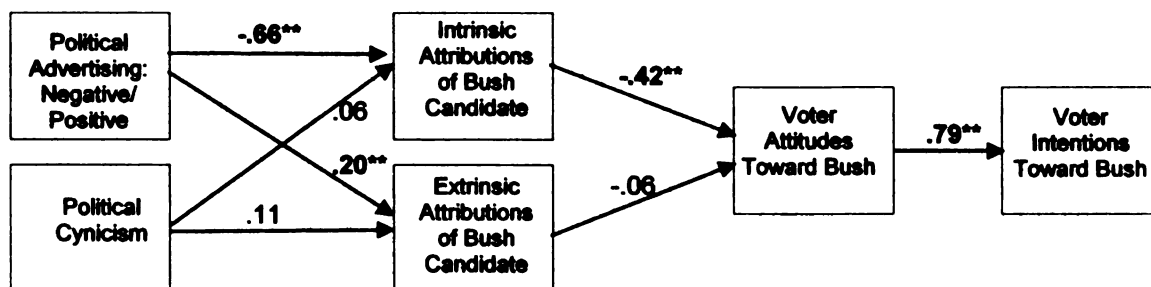 Political
Advertising:
Negative/
Positive
-.66**
Intrinsic
Attributions
of Bush
Candidate
-.42**
.06
Voter
Attitudes
Toward Bush
.79**
Voter
Intentions
Toward Bush
Political
Cynicism
.20**
.11
Extrinsic
Attributions
of Bush
Candidate
-.06